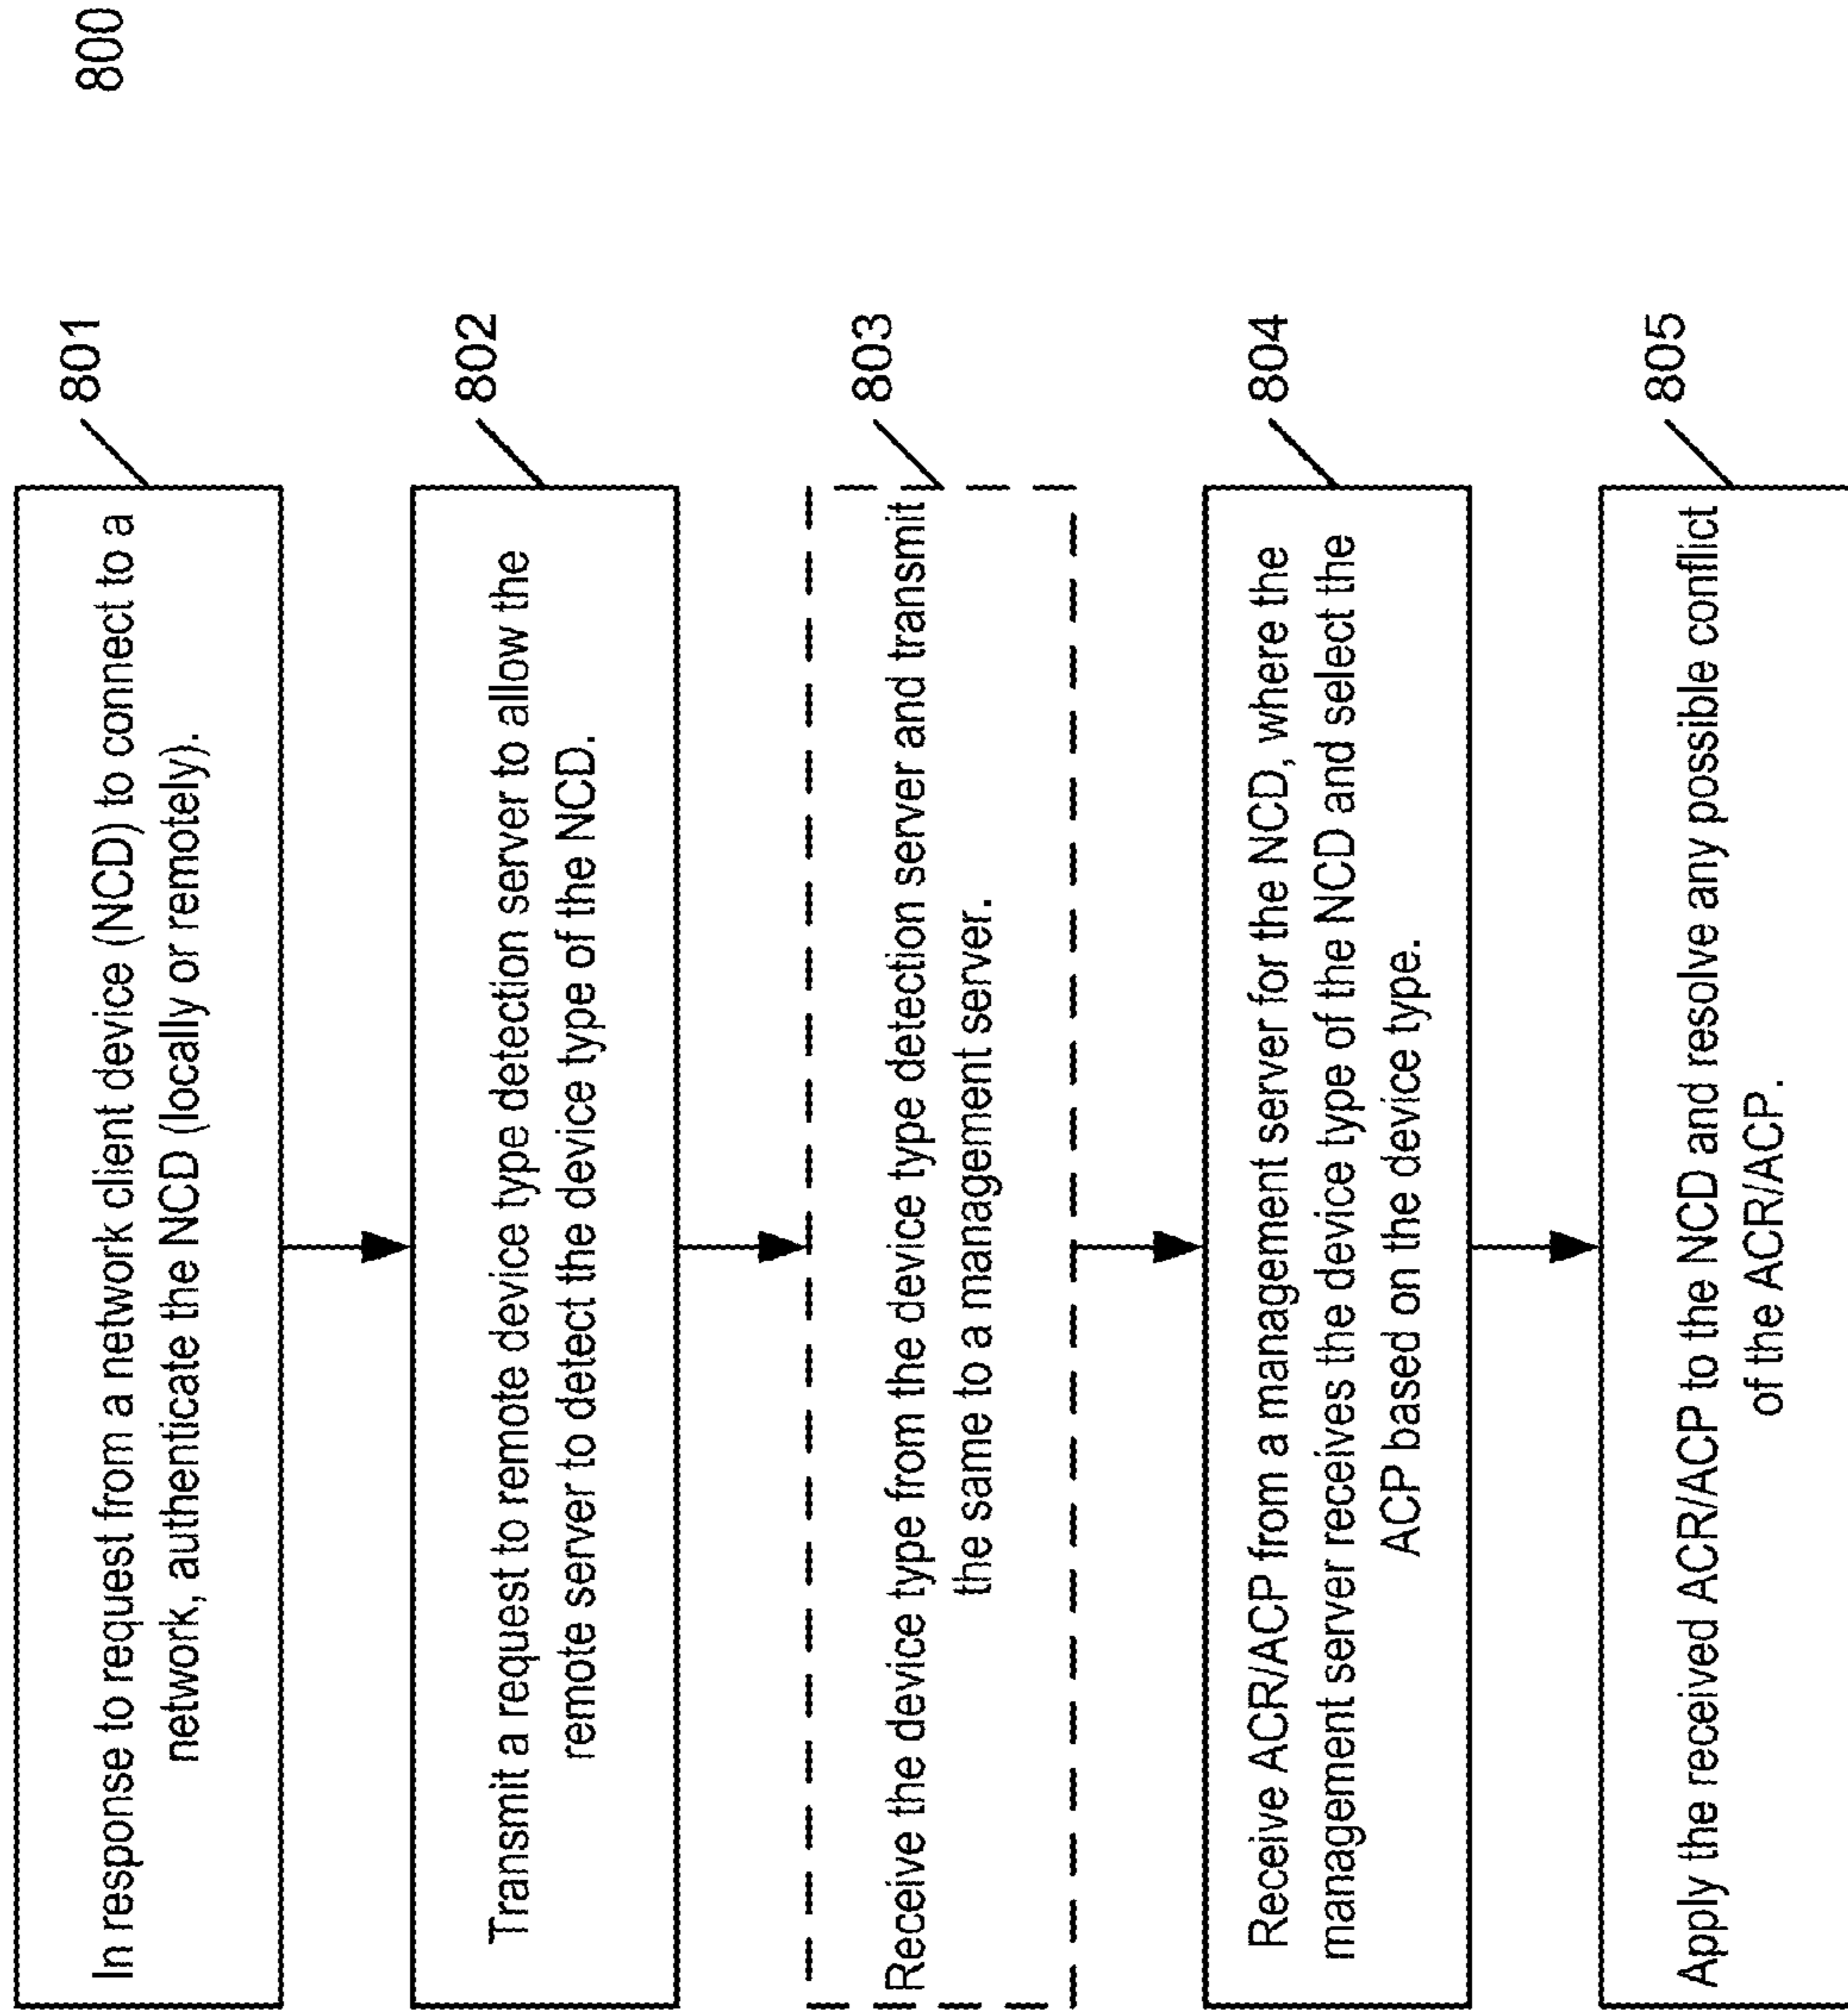 800
801
In response to request from a network client device (NCD) to connect to a
network, authenticate the NCD (locally or remotely).
802
Transmit a request to remote device type detection server to allow the
remote server to detect the device type of the NCD.
803
Receive the device type from the device type detection server and transmit
the same to a management server.
804
Receive ACR/ACP from a management server for the NCD, where the
management server receives the device type of the NCD and select the
ACP based on the device type.
805
Apply the received ACR/ACP to the NCD and resolve any possible conflict
of the ACR/ACP.